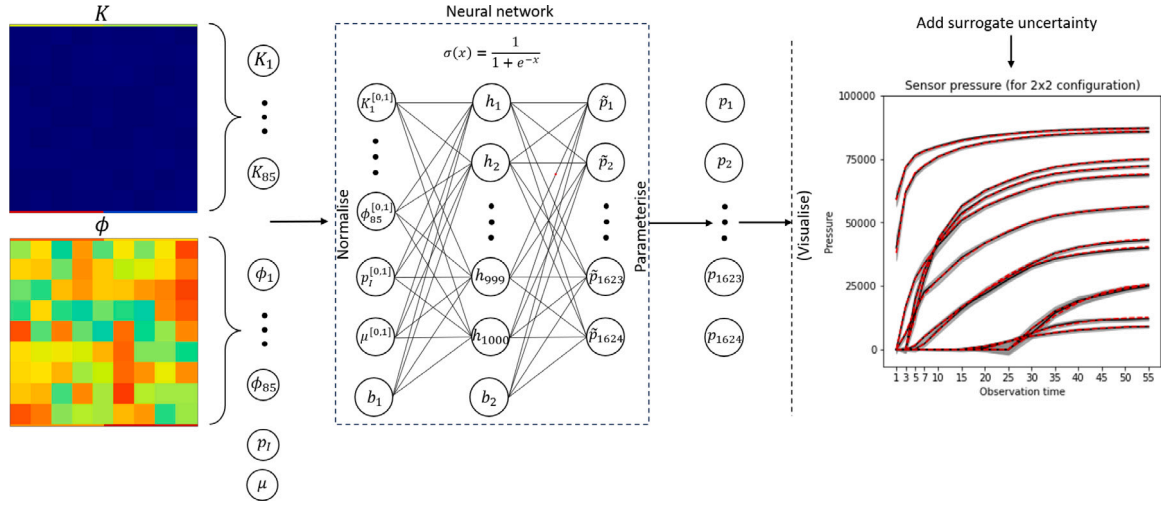 K
K_1
K_85
ϕ
ϕ_1
ϕ_85
p_I
μ
Neural network
σ(x) = 1 / (1 + e^{-x})
Normalise
K_1^{[0,1]}
ϕ_85^{[0,1]}
p_I^{[0,1]}
μ^{[0,1]}
b_1
h_1
h_2
h_999
h_1000
b_2
p̃_1
p̃_2
p̃_1623
p̃_1624
Parameterise
p_1
p_2
p_1623
p_1624
(Visualise)
Add surrogate uncertainty
Sensor pressure (for 2x2 configuration)
Pressure
100000
75000
50000
25000
0
1 3 5 7 10 15 20 25 30 35 40 45 50 55
Observation time